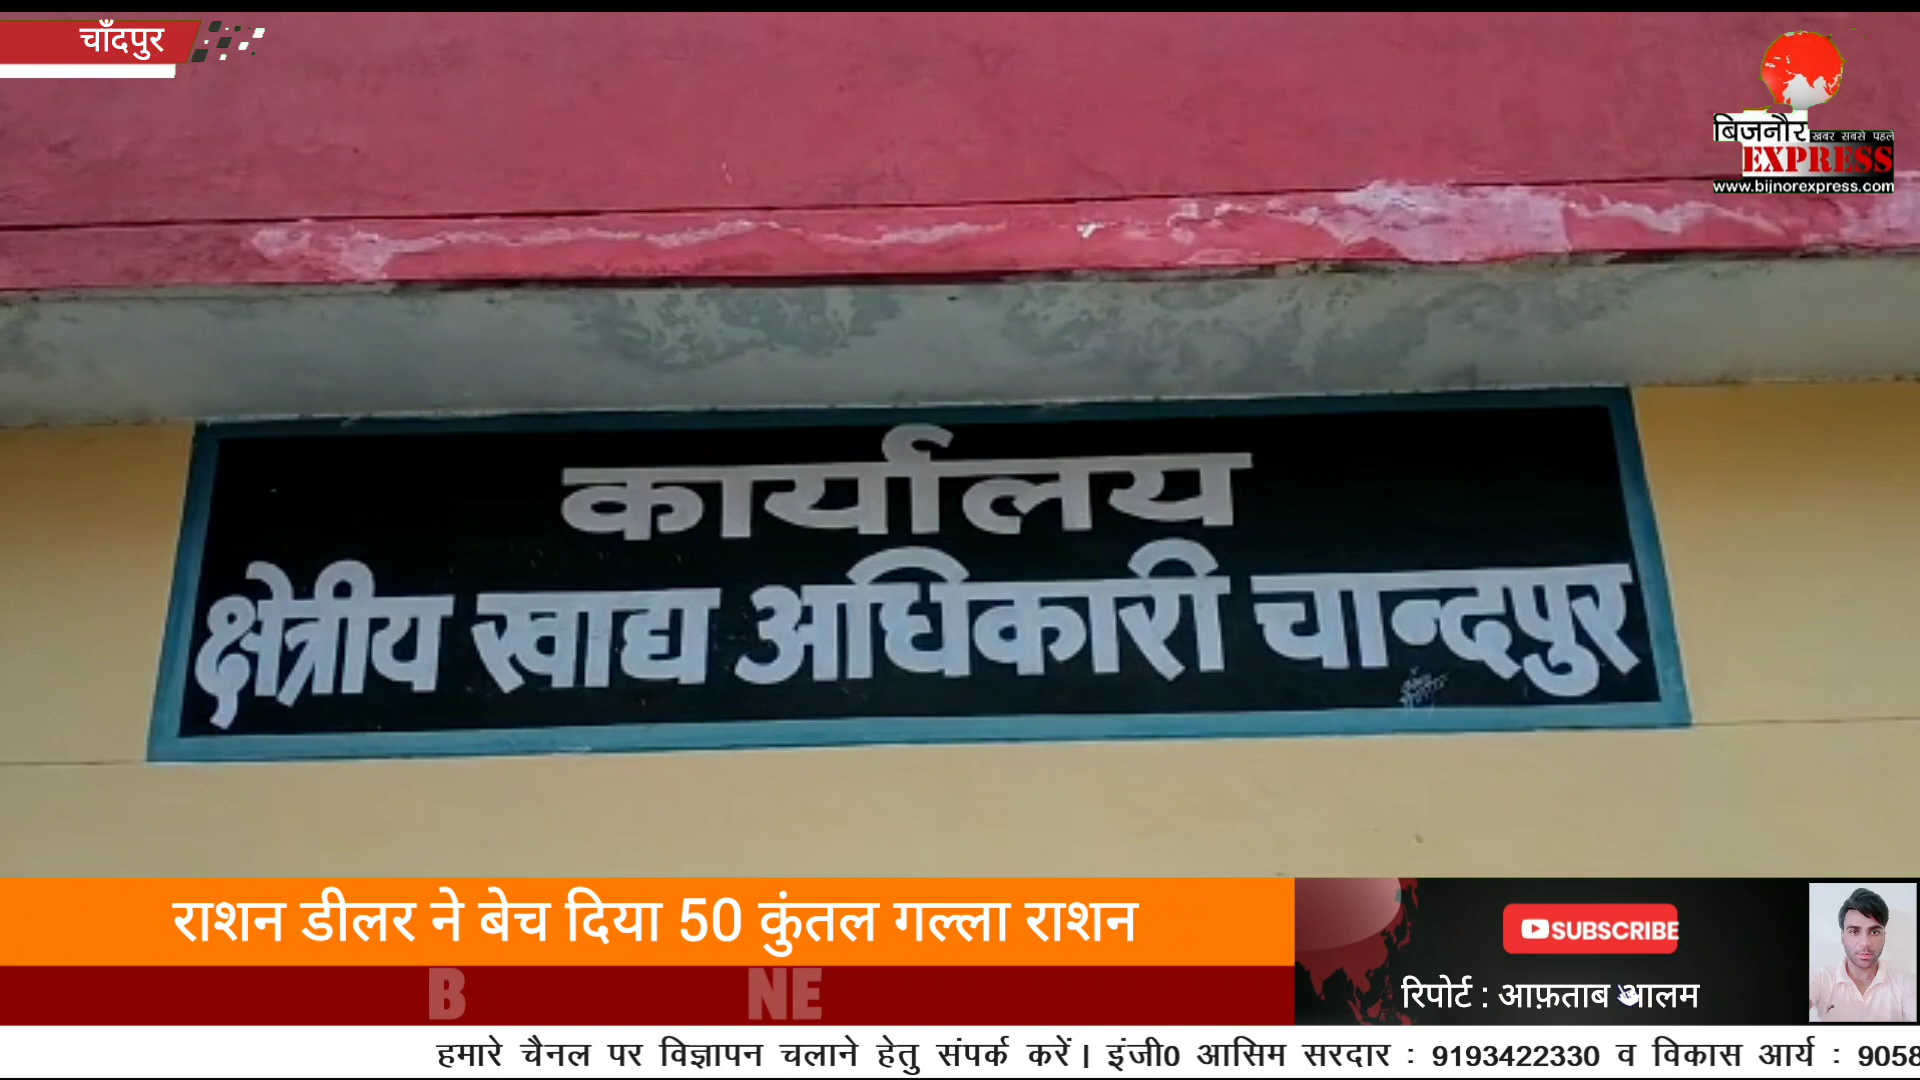 चाँदपुर
बिजनौर खबर सबसे पहले
EXPRESS
www.bijnorexpress.com
कार्यालय
क्षेत्रीय खाद्य अधिकारी चान्दपुर
राशन डीलर ने बेच दिया 50 कुंतल गल्ला राशन
SUBSCRIBE
B NE
रिपोर्ट : आफ़ताब आलम
हमारे चैनल पर विज्ञापन चलाने हेतु संपर्क करें। इंजी0 आसिम सरदार : 9193422330 व विकास आर्य : 9058